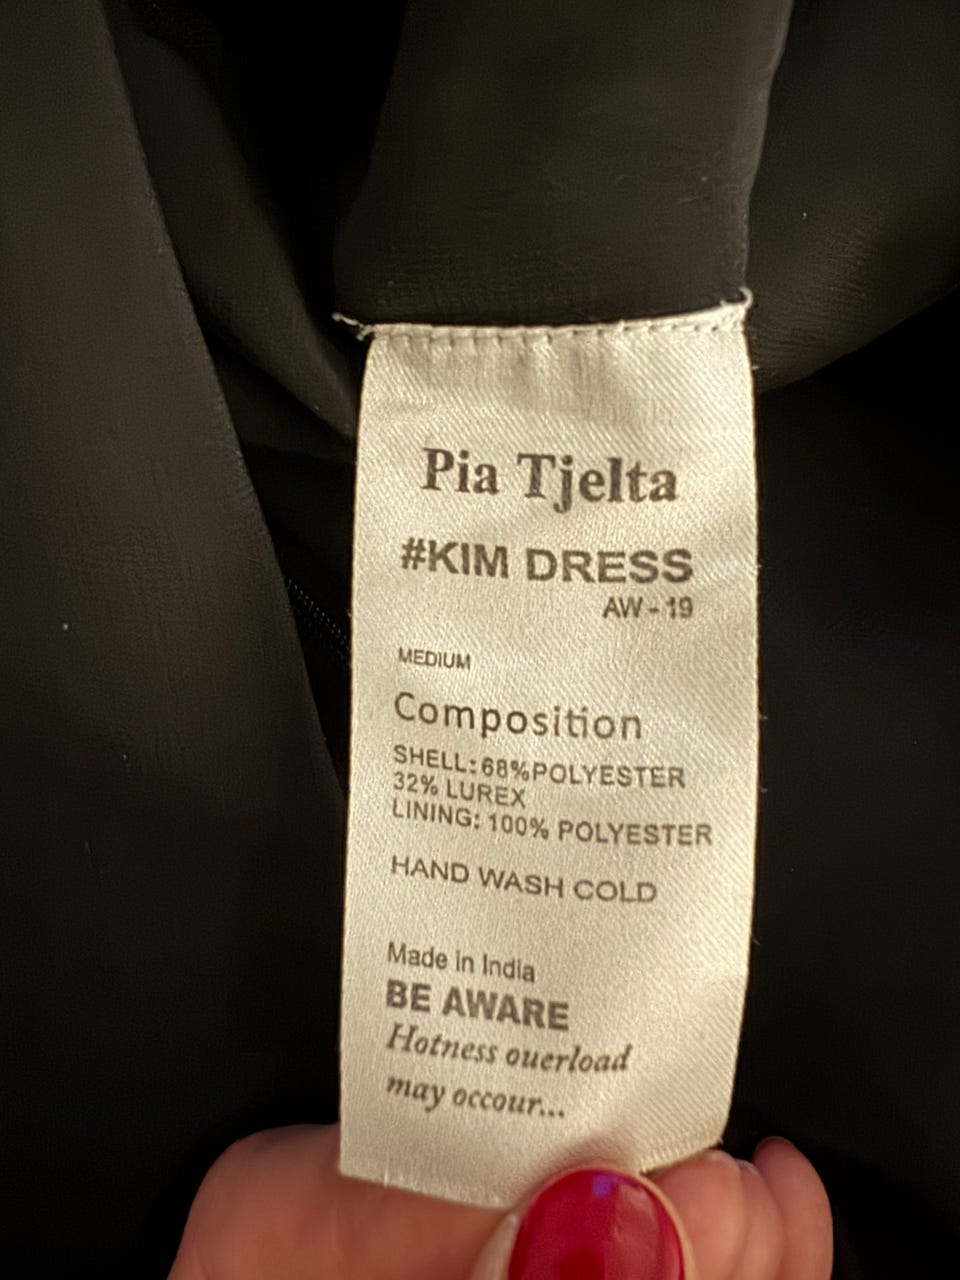 Pia Tjelta
#KIM DRESS
AW - 19
MEDIUM
Composition
SHELL: 68%POLYESTER
32% LUREX
LINING: 100% POLYESTER
HAND WASH COLD
Made in India
BE AWARE
Hotness ouerload
may occour...